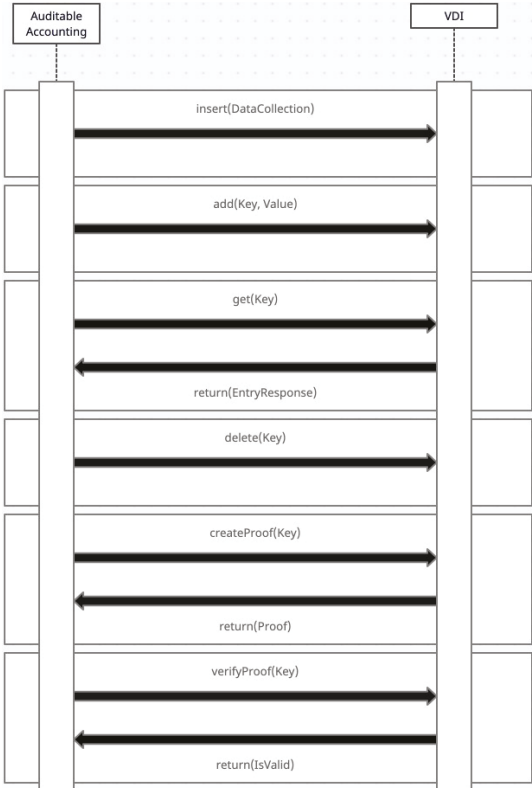 Auditable
Accounting
VDI
insert(DataCollection)
add(Key, Value)
get(Key)
return(EntryResponse)
delete(Key)
createProof(Key)
return(Proof)
verifyProof(Key)
return(IsValid)